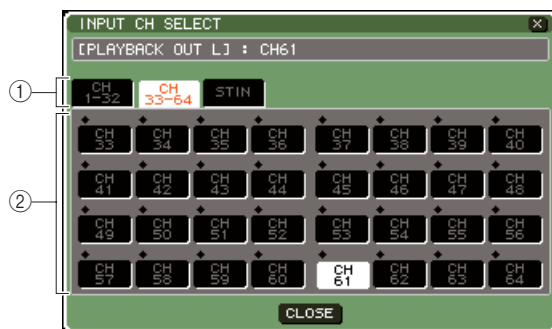 INPUT CH SELECT
[PLAYBACK OUT L] : CH61
① CH 1-32 CH 33-64 STIN
② CH 33 CH 34 CH 35 CH 36 CH 37 CH 38 CH 39 CH 40
CH 41 CH 42 CH 43 CH 44 CH 45 CH 46 CH 47 CH 48
CH 49 CH 50 CH 51 CH 52 CH 53 CH 54 CH 55 CH 56
CH 57 CH 58 CH 59 CH 60 CH 61 CH 62 CH 63 CH 64
CLOSE